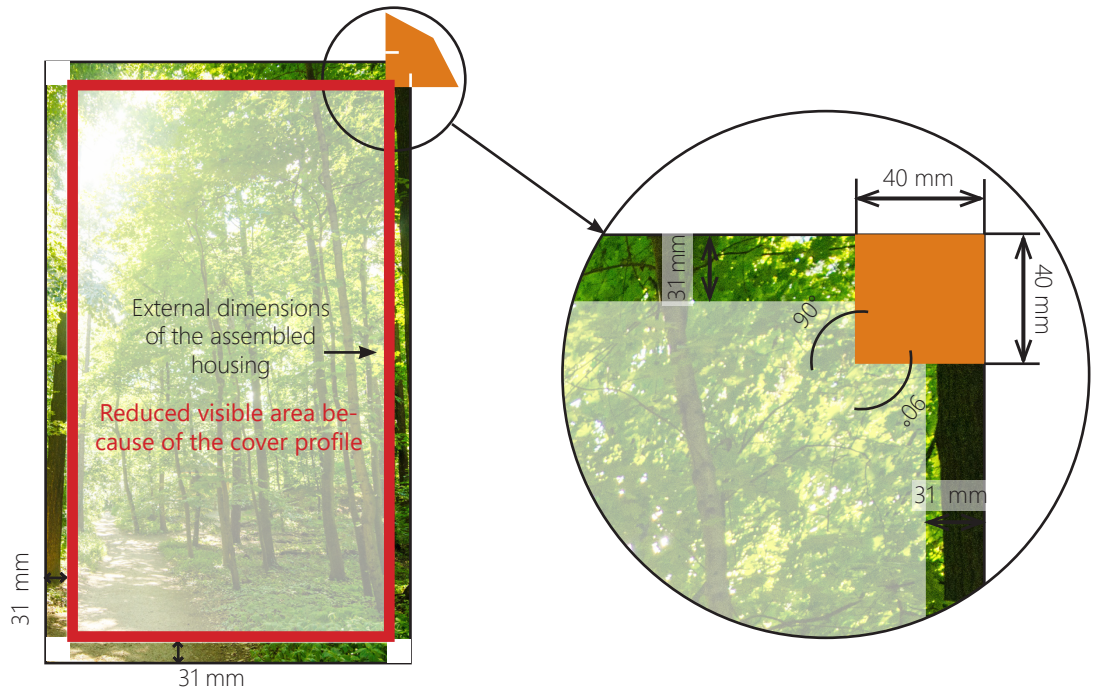 External dimensions
of the assembled
housing
Reduced visible area be-
cause of the cover profile
31 mm
31 mm
40 mm
40 mm
31 mm
90°
90°
31 mm